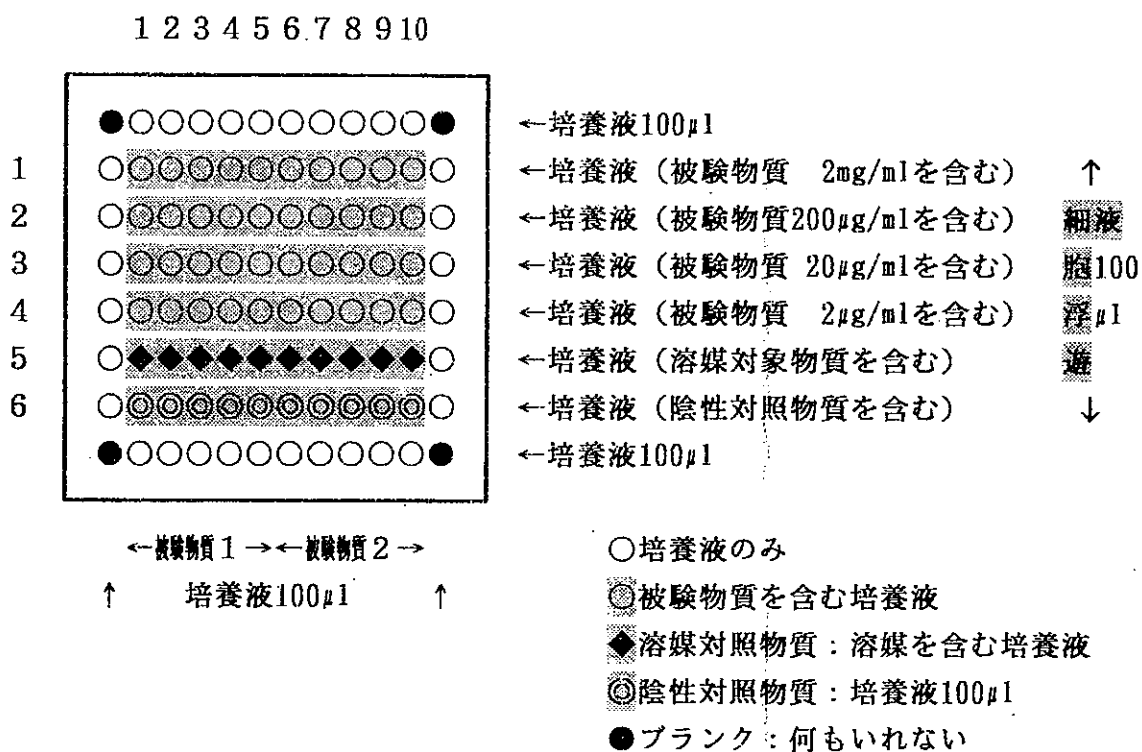 1 2 3 4 5 6 7 8 9 10
←培養液100μl
1 ←培養液（被験物質 2mg/mlを含む） ↑
2 ←培養液（被験物質200μg/mlを含む） 細液
3 ←培養液（被験物質 20μg/mlを含む） 胞100
4 ←培養液（被験物質 2μg/mlを含む） 浮μl
5 ←培養液（溶媒対象物質を含む） 遊
6 ←培養液（陰性対照物質を含む） ↓
←培養液100μl
←被験物質1→←被験物質2→
↑ 培養液100μl ↑
○培養液のみ
○被験物質を含む培養液
◆溶媒対照物質：溶媒を含む培養液
◎陰性対照物質：培養液100μl
●ブランク：何もいれない